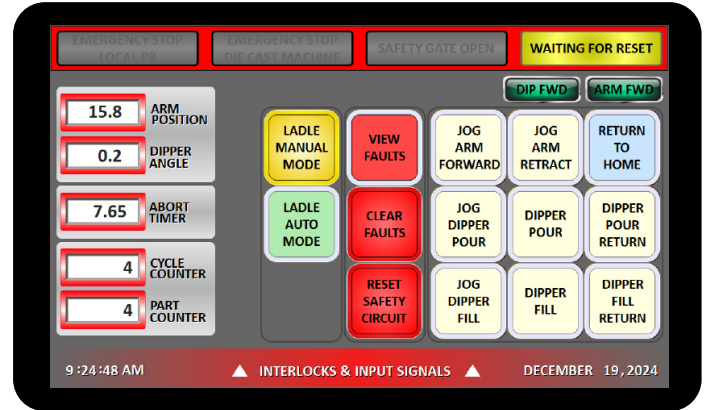 EMERGENCY STOP
LOCAL PB
EMERGENCY STOP
DIE CAST MACHINE
SAFETY GATE OPEN
WAITING FOR RESET
DIP FWD
ARM FWD
15.8
ARM
POSITION
0.2
DIPPER
ANGLE
7.65
ABORT
TIMER
4
CYCLE
COUNTER
4
PART
COUNTER
LADLE
MANUAL
MODE
VIEW
FAULTS
JOG
ARM
FORWARD
JOG
ARM
RETRACT
RETURN
TO
HOME
LADLE
AUTO
MODE
CLEAR
FAULTS
JOG
DIPPER
POUR
DIPPER
POUR
DIPPER
POUR
RETURN
RESET
SAFETY
CIRCUIT
JOG
DIPPER
FILL
DIPPER
FILL
DIPPER
FILL
RETURN
9:24:48 AM
INTERLOCKS & INPUT SIGNALS
DECEMBER 19,2024